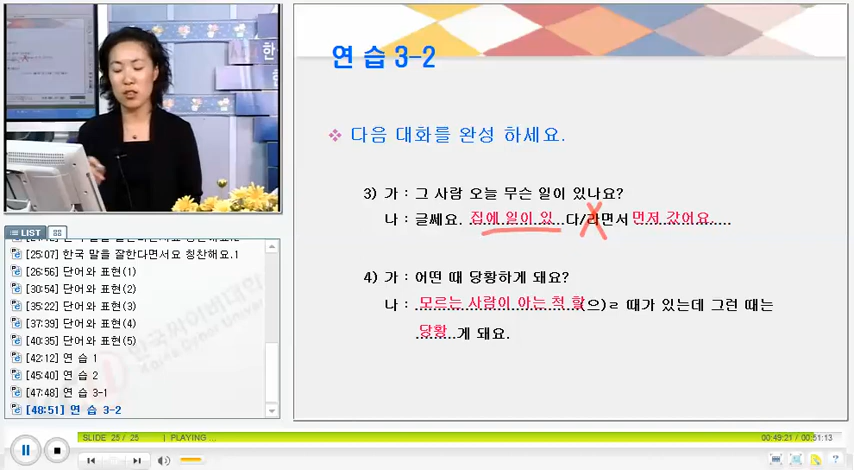 연 습 3-2
❖ 다음 대화를 완성 하세요.
3) 가 : 그 사람 오늘 무슨 일이 있나요?
나 : 글쎄요. 집에 일이 있...다/라면서 먼저 갔어요.....
4) 가 : 어떤 때 당황하게 돼요?
나 : 모르는 사람이 아는 척 할(으)ㄹ 때가 있는데 그런 때는
당황...게 돼요.
LIST
[25:07] 한국 말을 잘한다면서요 칭찬해요.1
[26:56] 단어와 표현(1)
[30:54] 단어와 표현(2)
[35:22] 단어와 표현(3)
[37:39] 단어와 표현(4)
[40:35] 단어와 표현(5)
[42:12] 연 습 1
[45:40] 연 습 2
[47:48] 연 습 3-1
[48:51] 연 습 3-2
SLIDE 25 / 25 | PLAYING ...
00:49:21 / 00:51:13